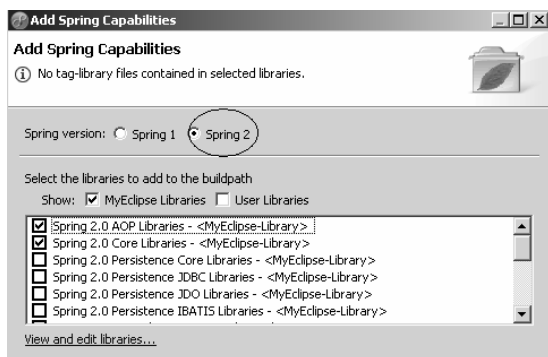 Add Spring Capabilities
Add Spring Capabilities
No tag-library files contained in selected libraries.
Spring version: Spring 1 Spring 2
Select the libraries to add to the buildpath
Show: MyEclipse Libraries User Libraries
Spring 2.0 AOP Libraries - <MyEclipse-Library>
Spring 2.0 Core Libraries - <MyEclipse-Library>
Spring 2.0 Persistence Core Libraries - <MyEclipse-Library>
Spring 2.0 Persistence JDBC Libraries - <MyEclipse-Library>
Spring 2.0 Persistence JDO Libraries - <MyEclipse-Library>
Spring 2.0 Persistence IBATIS Libraries - <MyEclipse-Library>
View and edit libraries...